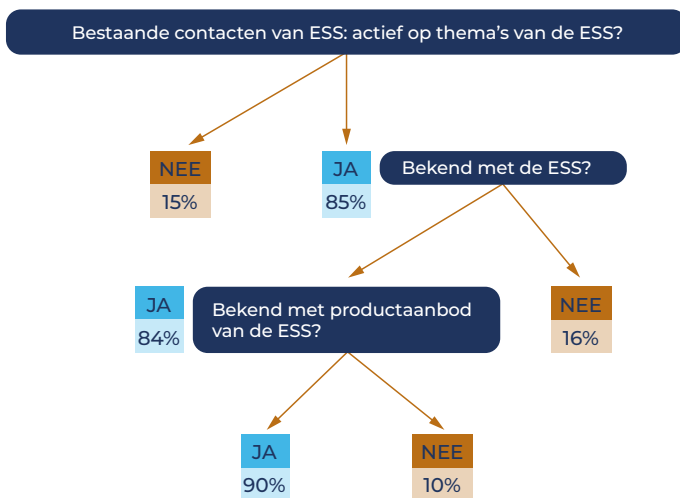 Bestaande contacten van ESS: actief op thema's van de ESS?
NEE
15%
JA
85%
Bekend met de ESS?
JA
84%
Bekend met productaanbod
van de ESS?
NEE
16%
JA
90%
NEE
10%